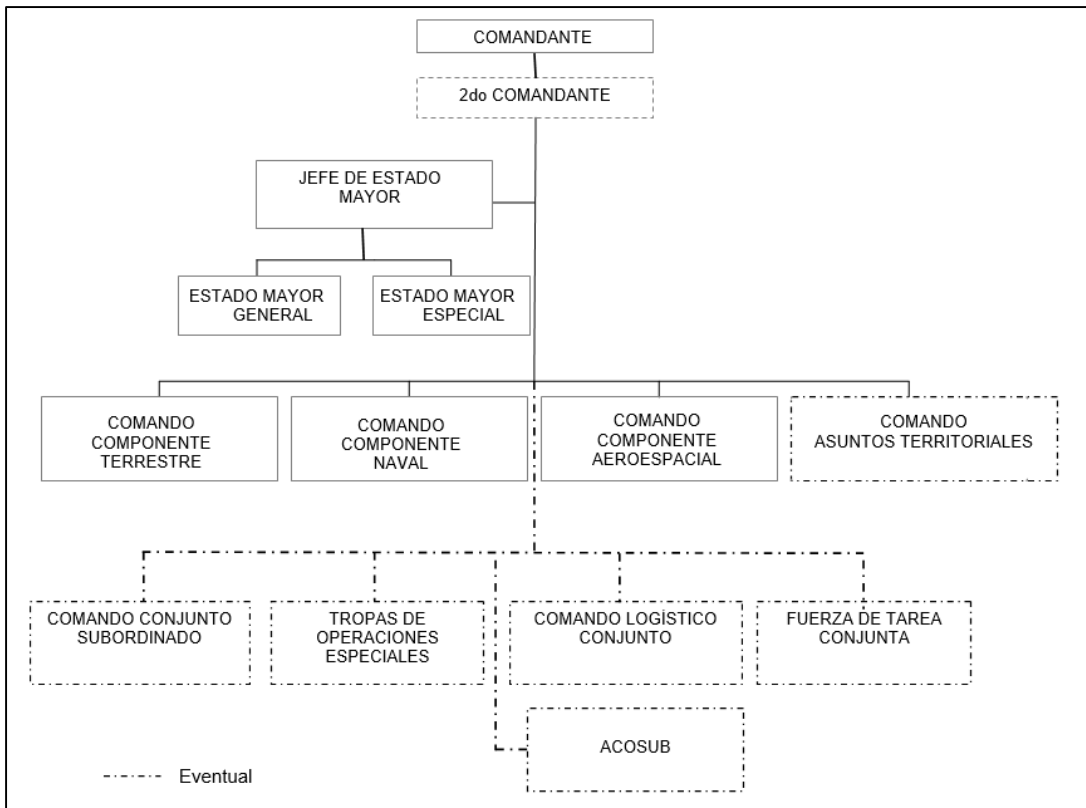 COMANDANTE
2do COMANDANTE
JEFE DE ESTADO
MAYOR
ESTADO MAYOR
GENERAL
ESTADO MAYOR
ESPECIAL
COMANDO
COMPONENTE
TERRESTRE
COMANDO
COMPONENTE
NAVAL
COMANDO
COMPONENTE
AEROESPACIAL
COMANDO
ASUNTOS TERRITORIALES
COMANDO CONJUNTO
SUBORDINADO
TROPAS DE
OPERACIONES
ESPECIALES
COMANDO LOGÍSTICO
CONJUNTO
FUERZA DE TAREA
CONJUNTA
ACOSUB
Eventual